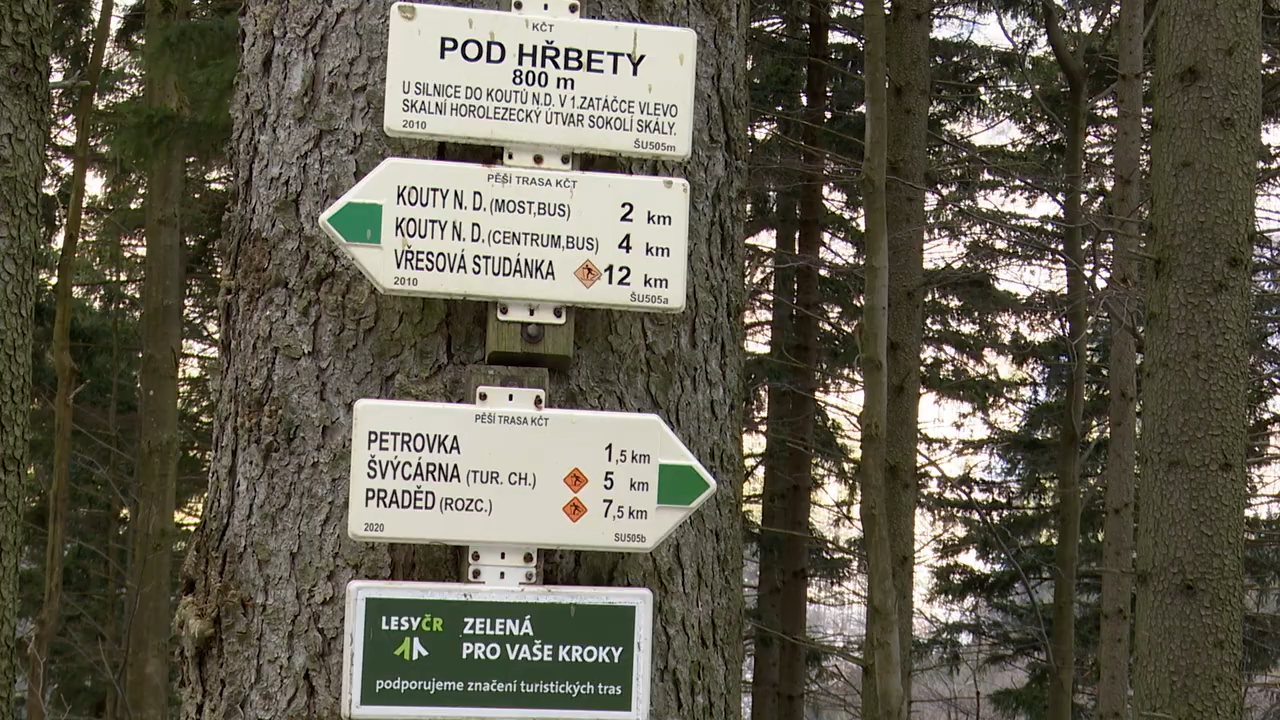 KČT
POD HŘBETY
800 m
U SILNICE DO KOUTŮ N.D. V 1.ZATÁČCE VLEVO
SKALNÍ HOROLEZECKÝ ÚTVAR SOKOLÍ SKÁLY.
2010 ŠU505m
PĚŠÍ TRASA KČT
KOUTY N. D. (MOST,BUS) 2 km
KOUTY N. D. (CENTRUM,BUS) 4 km
VŘESOVÁ STUDÁNKA 12 km
2010 ŠU505a
PĚŠÍ TRASA KČT
PETROVKA 1,5 km
ŠVÝCÁRNA (TUR. CH.) 5 km
PRADĚD (ROZC.) 7,5 km
2020 SU505b
LESYČR ZELENÁ
PRO VAŠE KROKY
podporujeme značení turistických tras